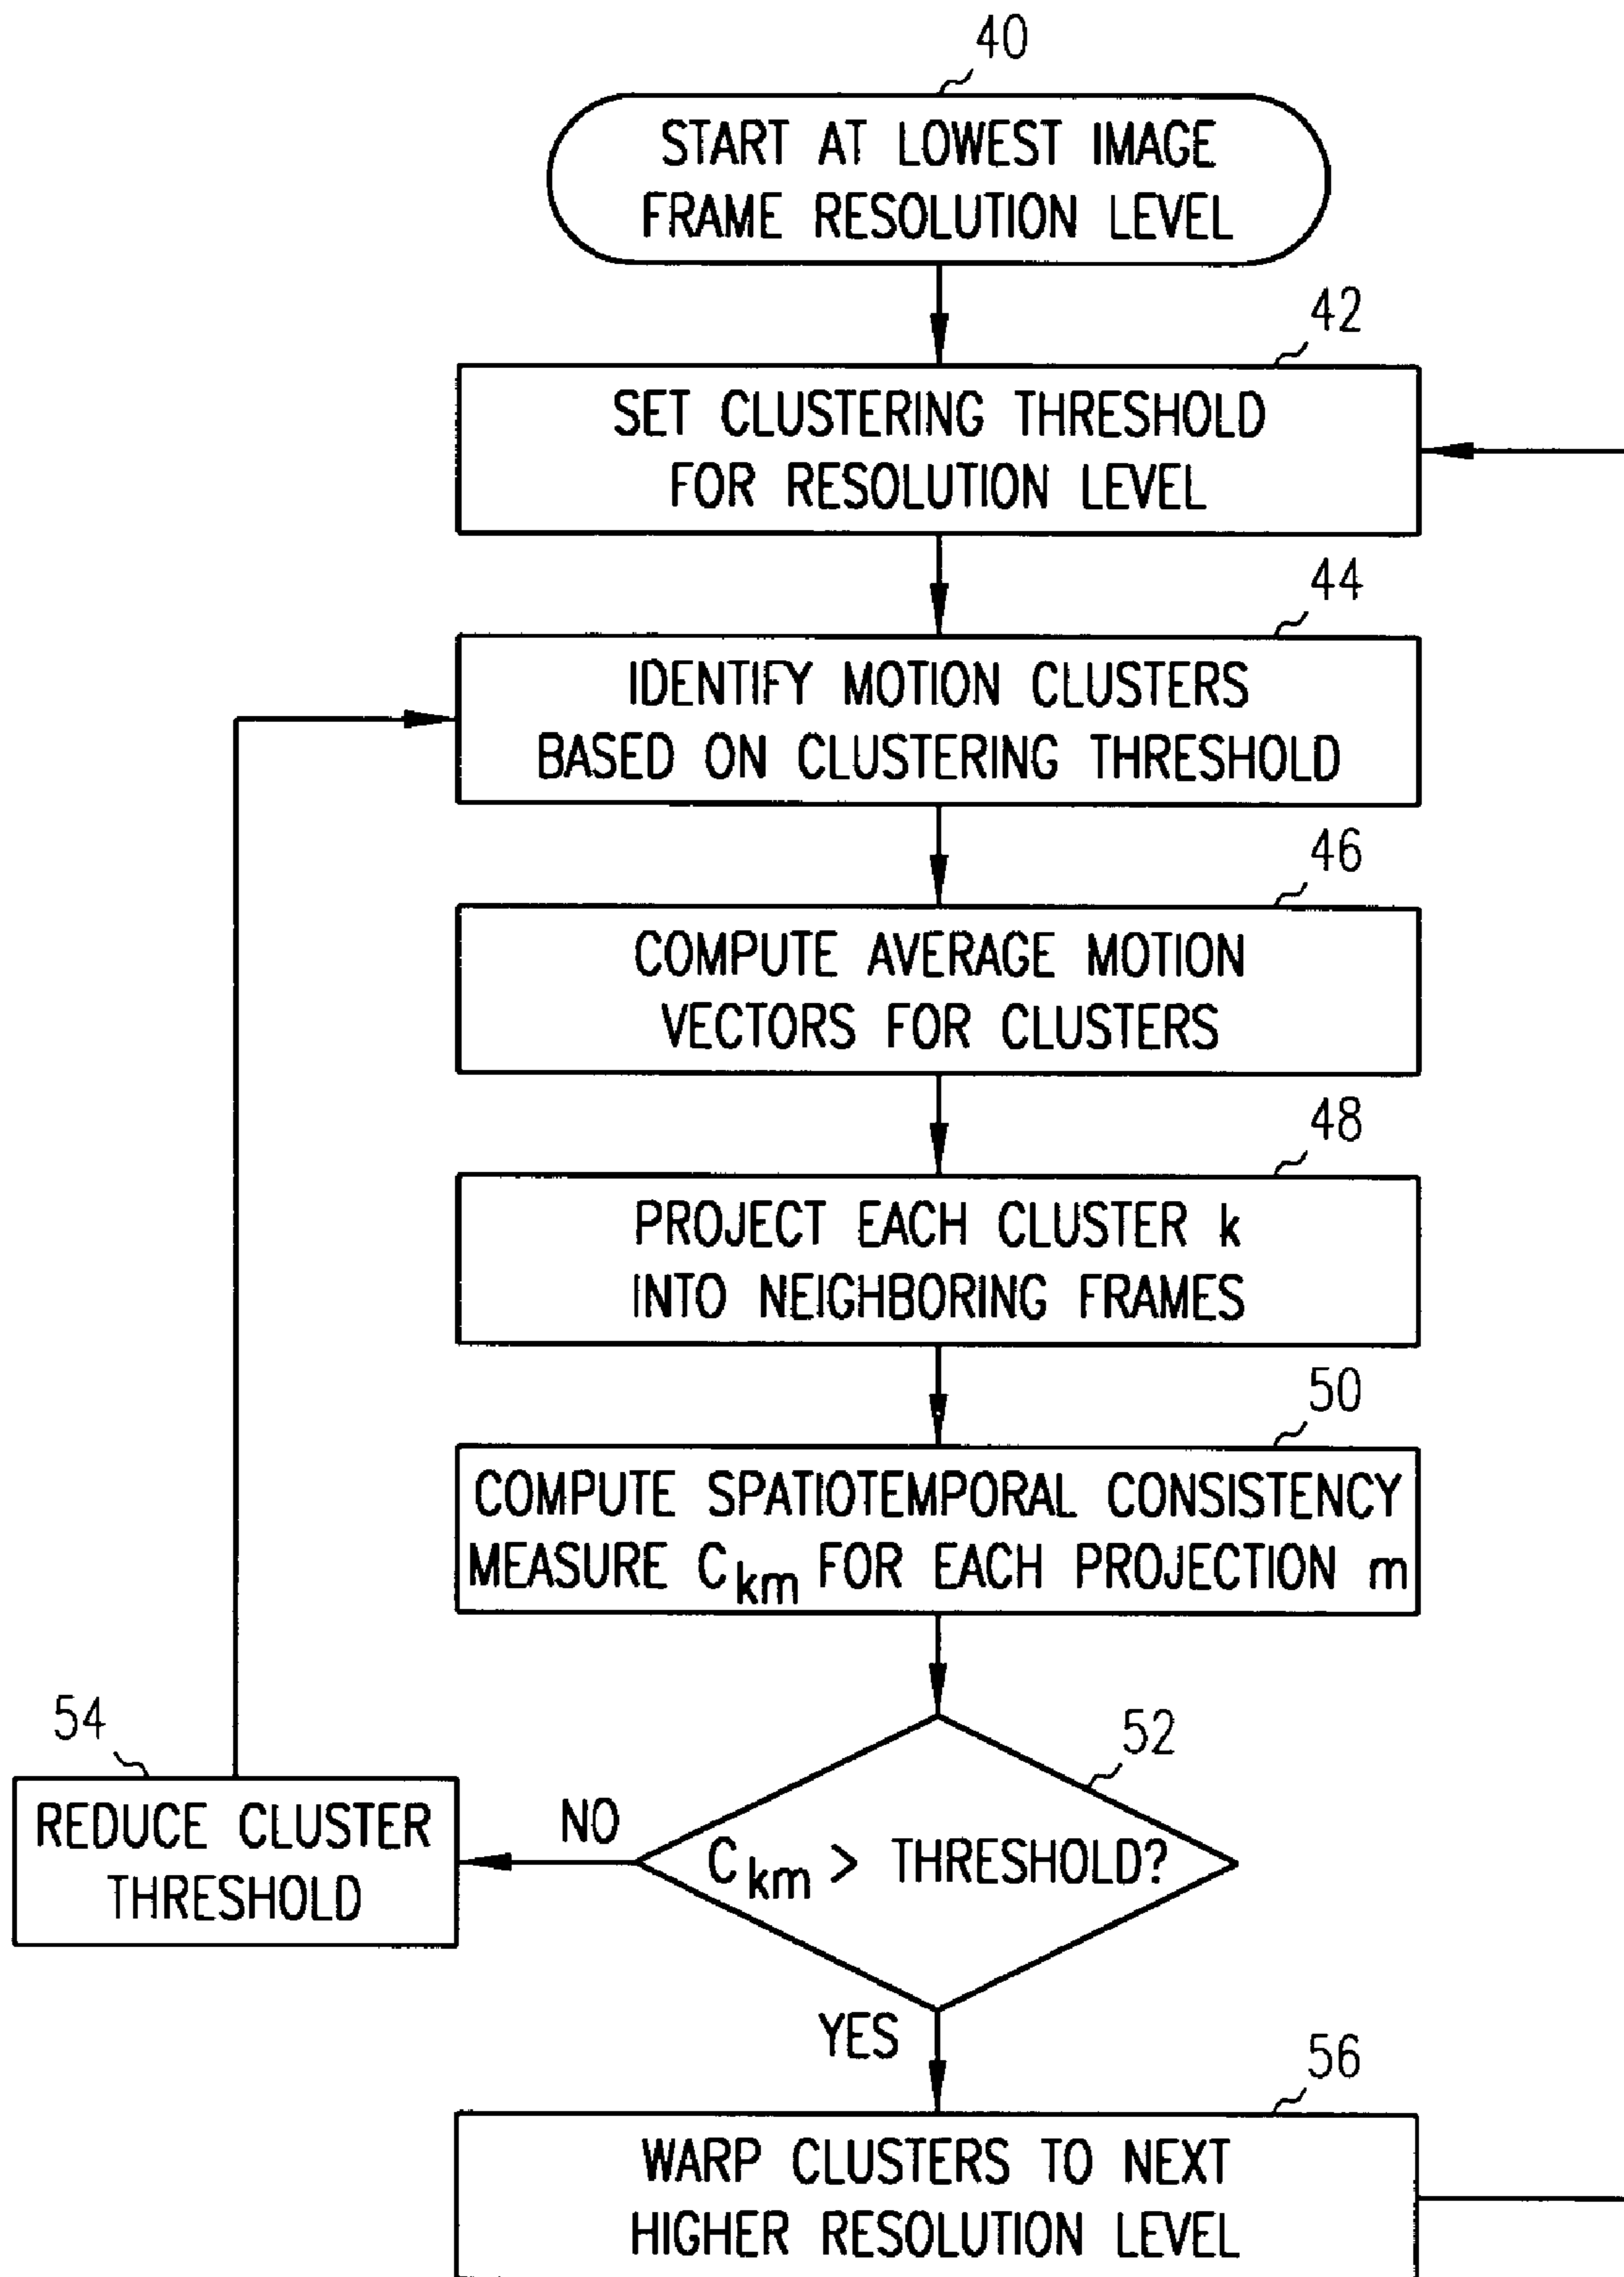 40
START AT LOWEST IMAGE
FRAME RESOLUTION LEVEL
42
SET CLUSTERING THRESHOLD
FOR RESOLUTION LEVEL
44
IDENTIFY MOTION CLUSTERS
BASED ON CLUSTERING THRESHOLD
46
COMPUTE AVERAGE MOTION
VECTORS FOR CLUSTERS
48
PROJECT EACH CLUSTER k
INTO NEIGHBORING FRAMES
50
COMPUTE SPATIOTEMPORAL CONSISTENCY
MEASURE Ckm FOR EACH PROJECTION m
52
Ckm > THRESHOLD?
NO
54
REDUCE CLUSTER
THRESHOLD
YES
56
WARP CLUSTERS TO NEXT
HIGHER RESOLUTION LEVEL